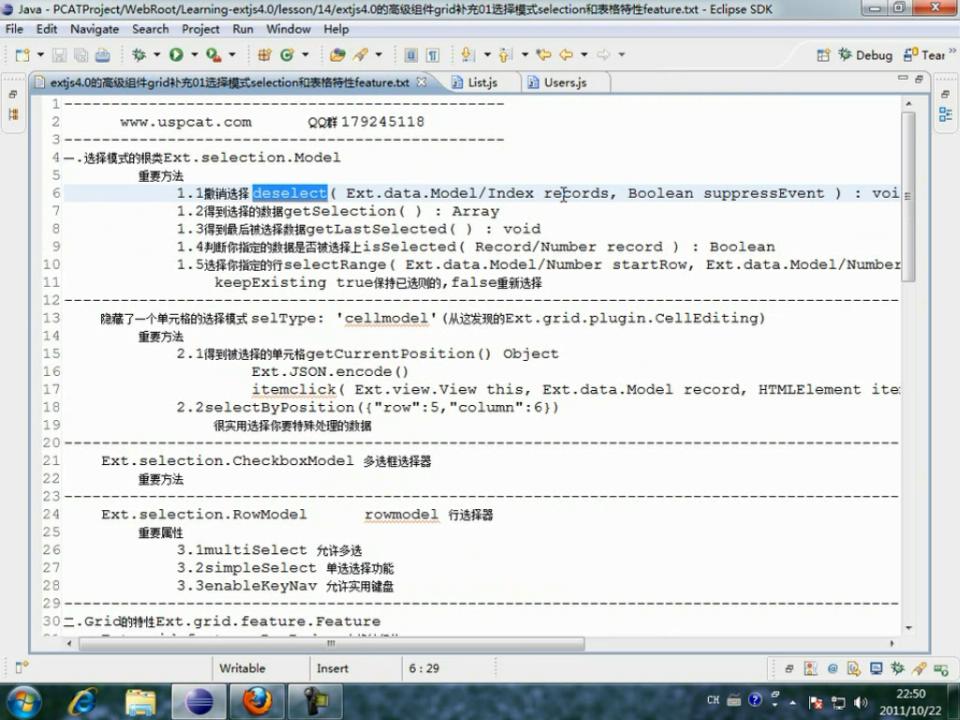 Java - PCATProject/WebRoot/Learning-extjs4.0/lesson/14/extjs4.0的高级组件grid补充01选择模式selection和表格特性feature.txt - Eclipse SDK
File Edit Navigate Search Project Run Window Help
Debug Tear
extjs4.0的高级组件grid补充01选择模式selection和表格特性feature.txt List.js Users.js
1 -----------------------------------------------
2 www.uspcat.com QQ群179245118
3 -----------------------------------------------
4 一.选择模式的根类Ext.selection.Model
5 重要方法
6 1.1撤销选择 deselect( Ext.data.Model/Index records, Boolean suppressEvent ) : voi
7 1.2得到选择的数据getSelection( ) : Array
8 1.3得到最后被选择数据getLastSelected( ) : void
9 1.4判断你指定的数据是否被选择上isSelected( Record/Number record ) : Boolean
10 1.5选择你指定的行selectRange( Ext.data.Model/Number startRow, Ext.data.Model/Number
11 keepExisting true保持已选则的,false重新选择
12 -----------------------------------------------
13 隐藏了一个单元格的选择模式 selType: 'cellmodel'(从这发现的Ext.grid.plugin.CellEditing)
14 重要方法
15 2.1得到被选择的单元格getCurrentPosition() Object
16 Ext.JSON.encode()
17 itemclick( Ext.view.View this, Ext.data.Model record, HTMLElement ite
18 2.2selectByPosition({"row":5,"column":6})
19 很实用选择你要特殊处理的数据
20 -----------------------------------------------
21 Ext.selection.CheckboxModel 多选框选择器
22 重要方法
23 -----------------------------------------------
24 Ext.selection.RowModel rowmodel 行选择器
25 重要属性
26 3.1multiSelect 允许多选
27 3.2simpleSelect 单选选择功能
28 3.3enableKeyNav 允许实用键盘
29 -----------------------------------------------
30 二.Grid的特性Ext.grid.feature.Feature
Writable Insert 6 : 29
CH 22:50
2011/10/22